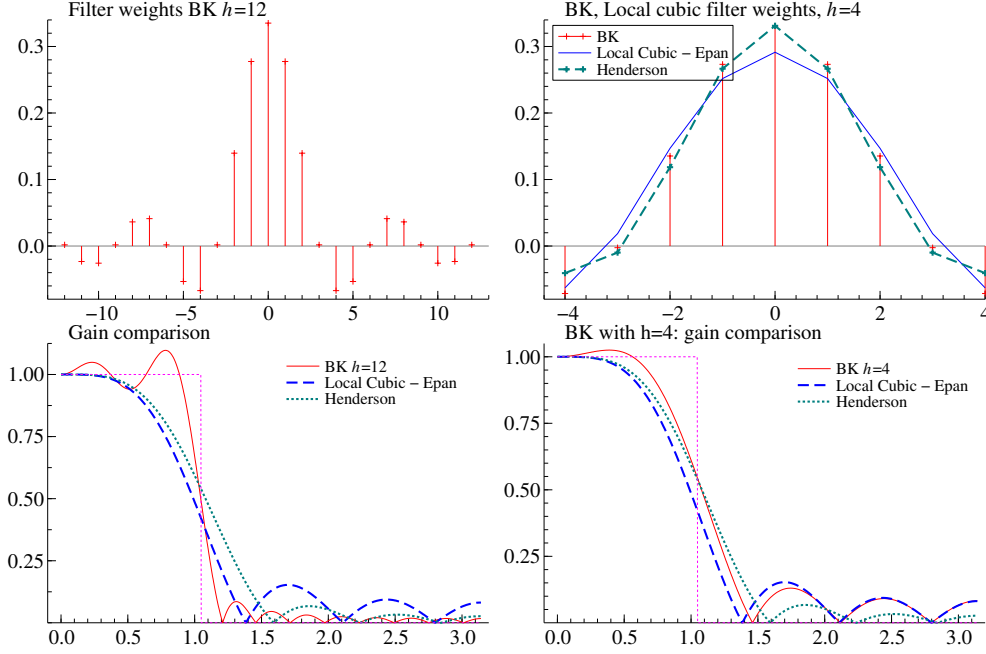 Filter weights BK h=12
0.3
0.2
0.1
0.0
−10 −5 0 5 10
BK, Local cubic filter weights, h=4
BK
Local Cubic − Epan
Henderson
0.3
0.2
0.1
0.0
−4 −2 0 2 4
Gain comparison
BK h=12
Local Cubic − Epan
Henderson
1.00
0.75
0.50
0.25
0.0 0.5 1.0 1.5 2.0 2.5 3.0
BK with h=4: gain comparison
BK h=4
Local Cubic − Epan
Henderson
1.00
0.75
0.50
0.25
0.0 0.5 1.0 1.5 2.0 2.5 3.0